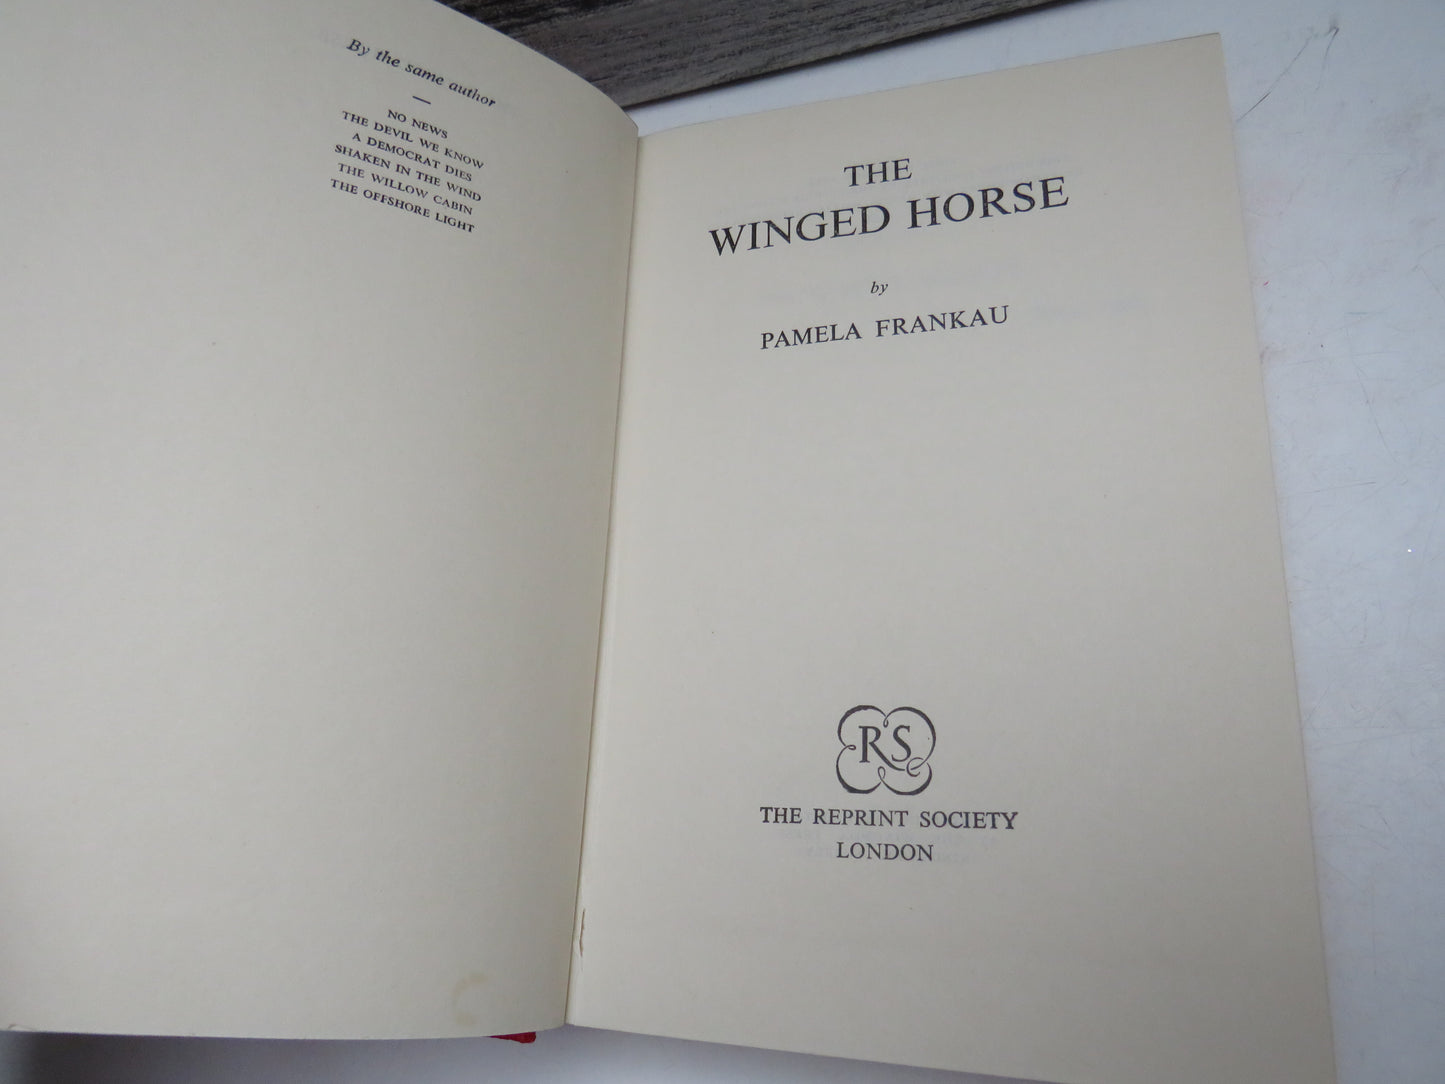 By the same author
NO NEWS
THE DEVIL WE KNOW
A DEMOCRAT DIES
SHAKEN IN THE WIND
THE WILLOW CABIN
THE OFFSHORE LIGHT
THE
WINGED HORSE
by
PAMELA FRANKAU
RS
THE REPRINT SOCIETY
LONDON